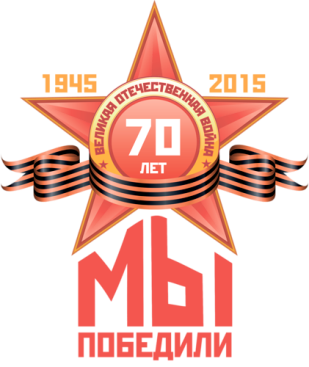 1945 2015
ВЕЛИКАЯ ОТЕЧЕСТВЕННАЯ ВОЙНА
70
ЛЕТ
МЫ
ПОБЕДИЛИ